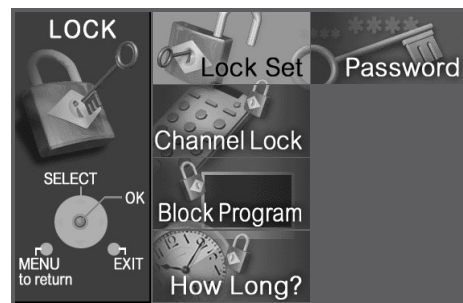 LOCK
SELECT
OK
MENU
to return
EXIT
Lock Set
Channel Lock
Block Program
How Long?
****
Password